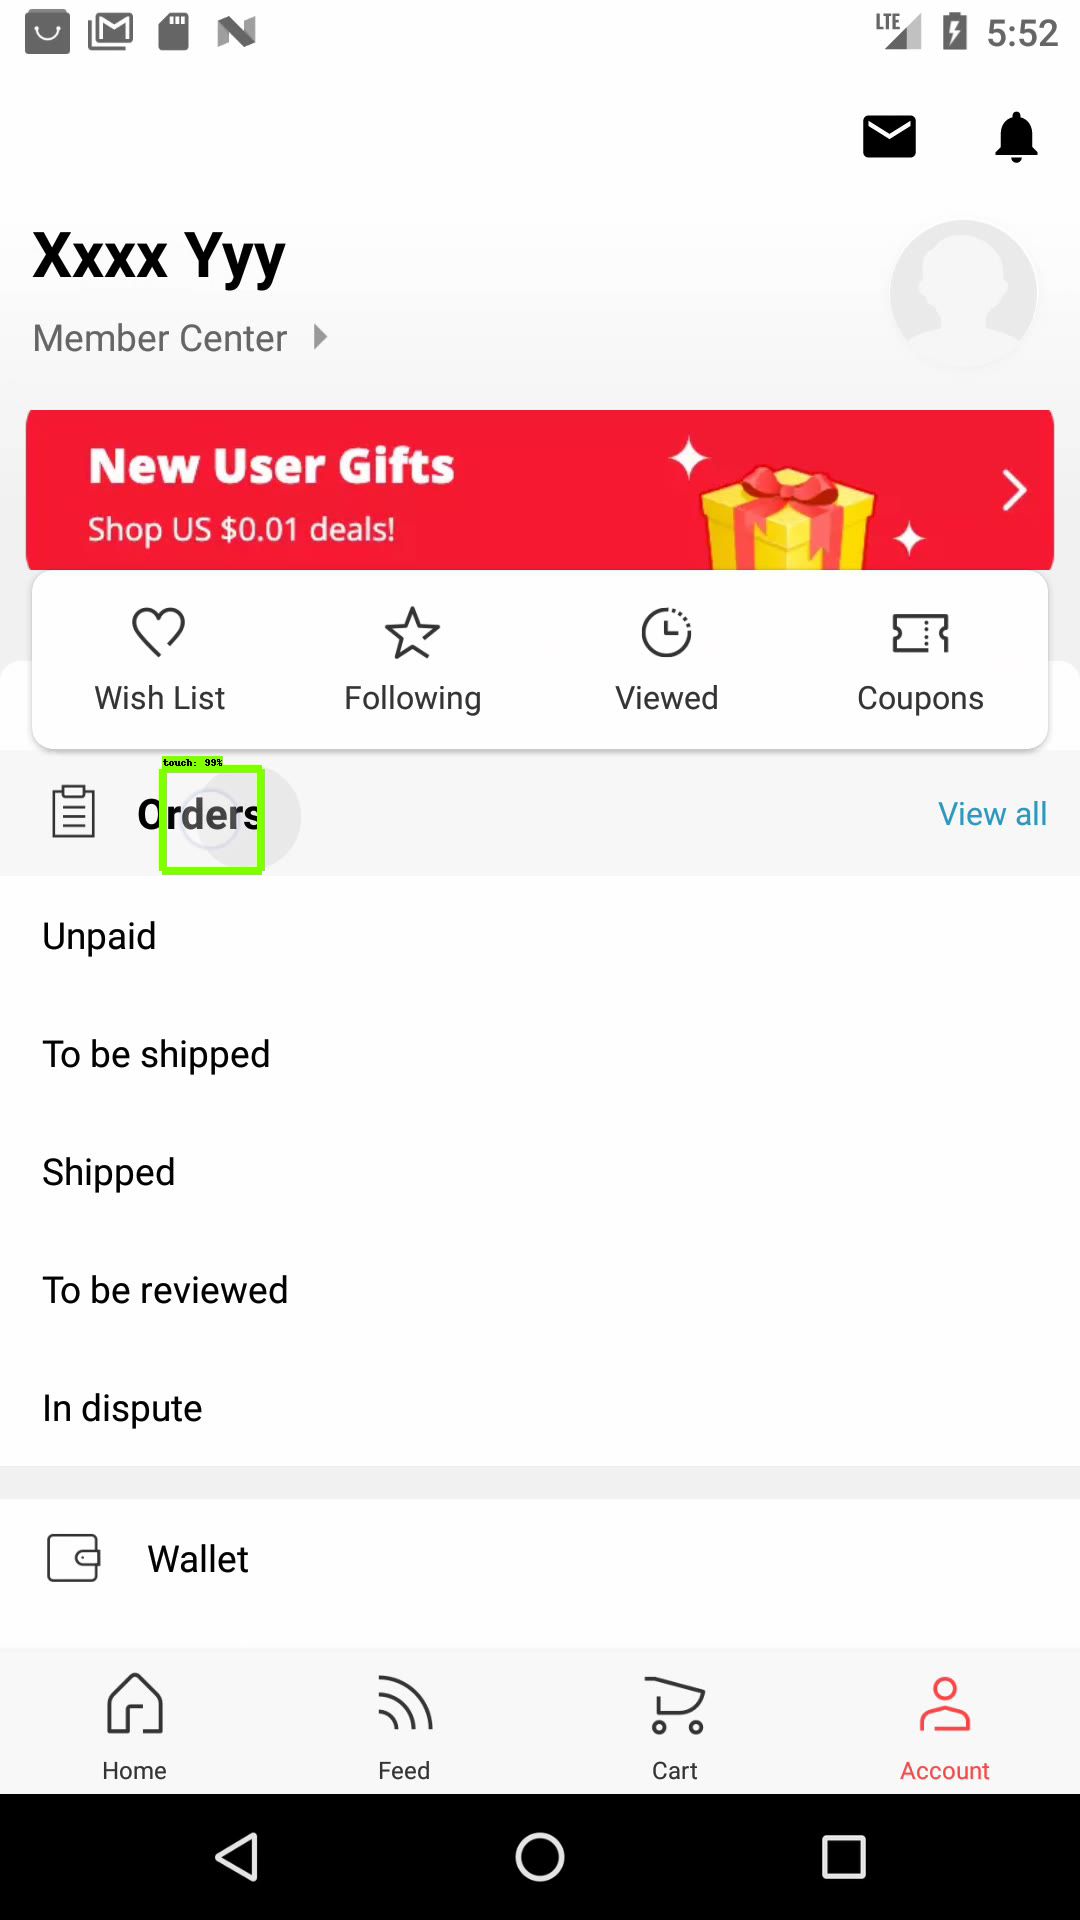 LTE 5:52
Xxxx Yyy
Member Center
New User Gifts
Shop US $0.01 deals!
Wish List Following Viewed Coupons
touch: 99%
Orders View all
Unpaid
To be shipped
Shipped
To be reviewed
In dispute
Wallet
Home Feed Cart Account